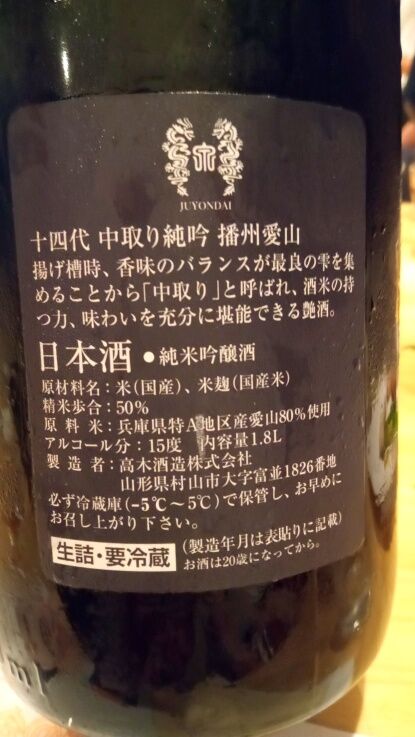 JUYONDAI
十四代 中取り純吟 播州愛山
揚げ槽時、香味のバランスが最良の雫を集
めることから「中取り」と呼ばれ、酒米の持
つ力、味わいを充分に堪能できる艶酒。
日本酒●純米吟醸酒
原材料名：米(国産)、米麹(国産米)
精米歩合：50%
原料米：兵庫県特A地区産愛山80%使用
アルコール分：15度 内容量1.8L
製造者：高木酒造株式会社
山形県村山市大字富並1826番地
必ず冷蔵庫(-5℃〜5℃)で保管し、お早めに
お召し上がり下さい。
生詰・要冷蔵
(製造年月は表貼りに記載)
お酒は20歳になってから。
ml